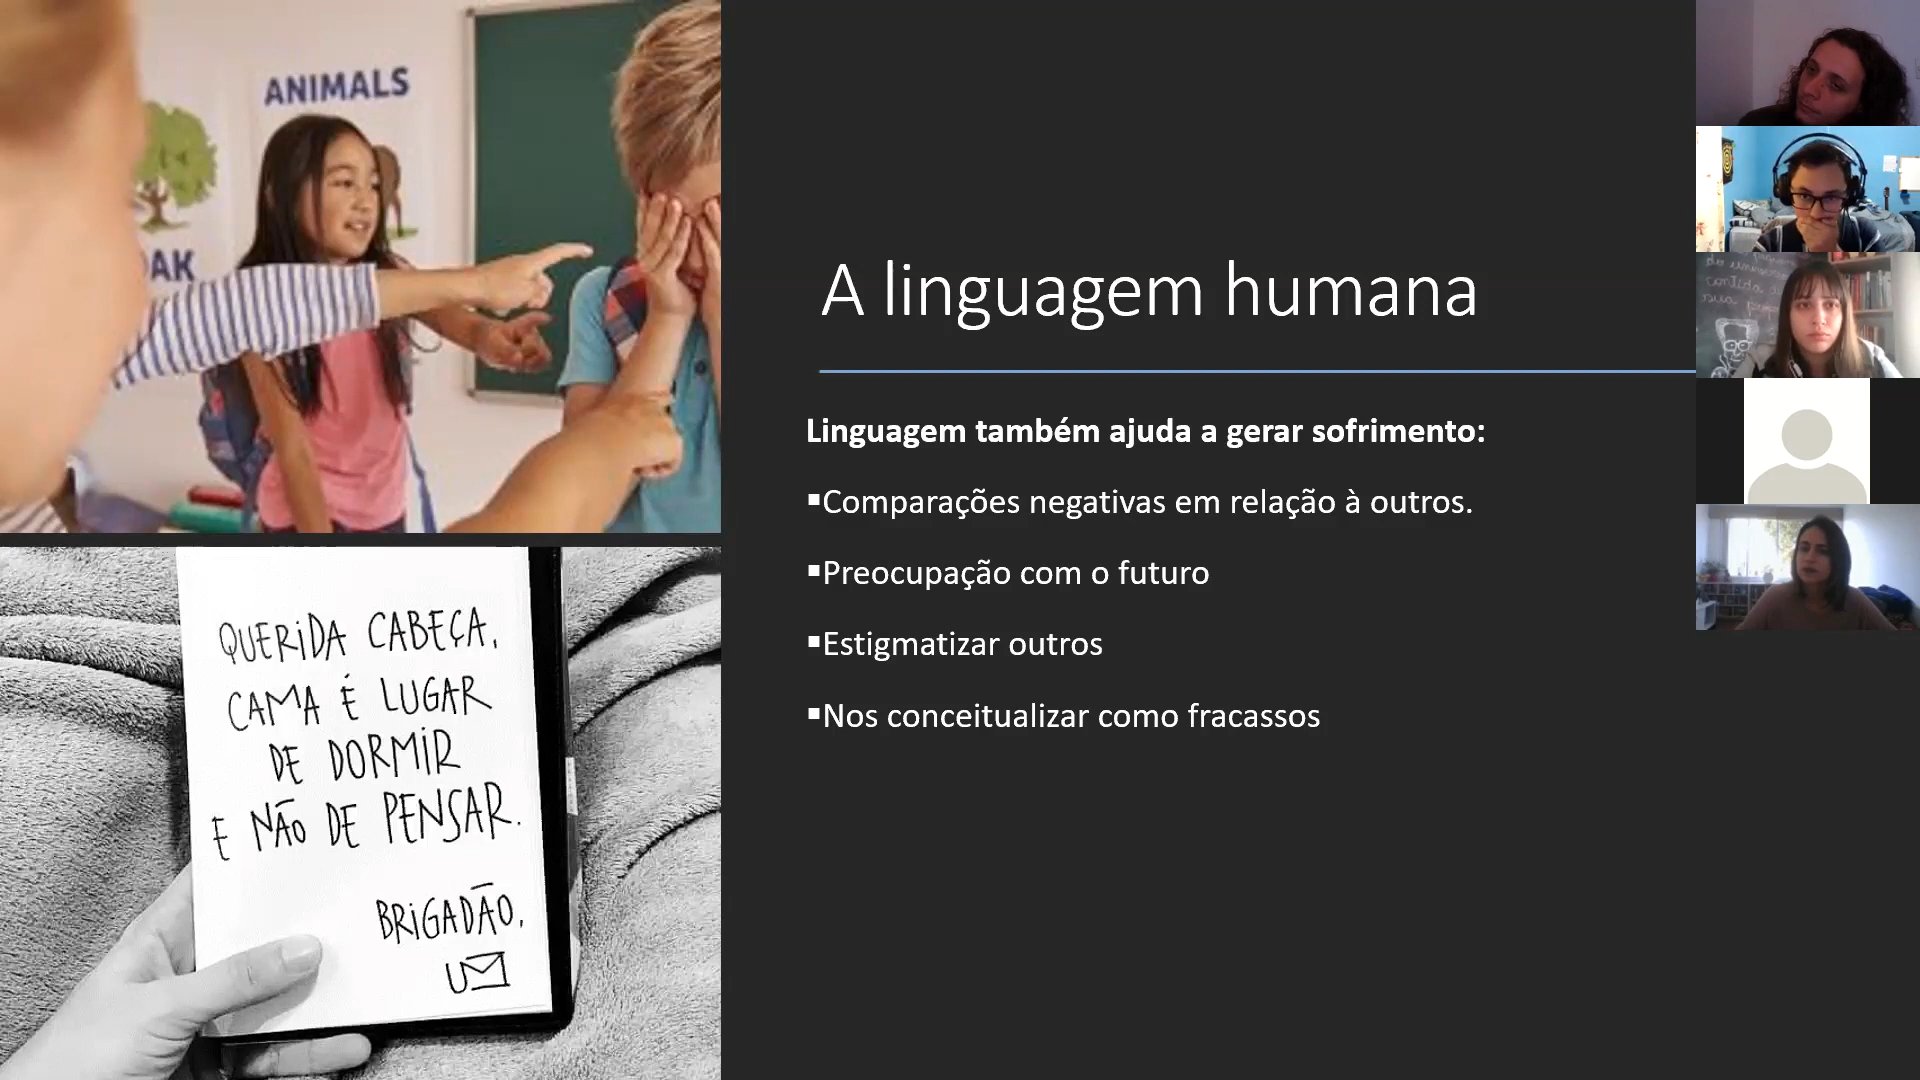 ANIMALS
OAK
QUERIDA CABEÇA,
CAMA É LUGAR
DE DORMIR
E NÃO DE PENSAR.
BRIGADÃO,
A linguagem humana
Linguagem também ajuda a gerar sofrimento:
▪Comparações negativas em relação à outros.
▪Preocupação com o futuro
▪Estigmatizar outros
▪Nos conceitualizar como fracassos